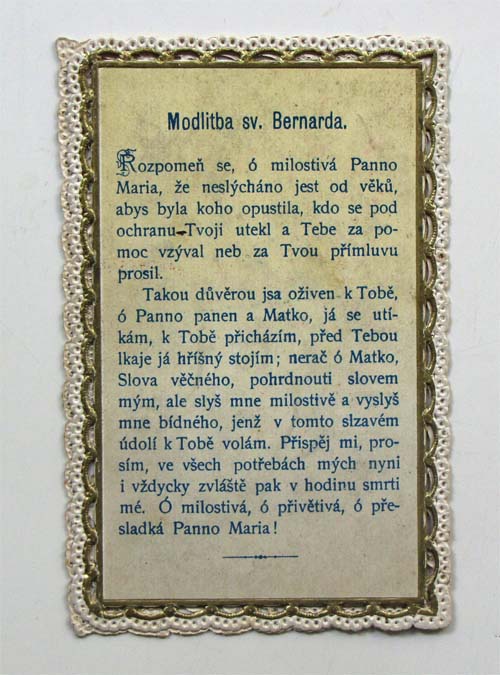 Modlitba sv. Bernarda.
Rozpomeň se, ó milostivá Panno
Maria, že neslýcháno jest od věků,
abys byla koho opustila, kdo se pod
ochranu Tvoji utekl a Tebe za po-
moc vzýval neb za Tvou přímluvu
prosil.
Takou důvěrou jsa oživen k Tobě,
ó Panno panen a Matko, já se utí-
kám, k Tobě přicházím, před Tebou
lkaje já hříšný stojím; nerač ó Matko,
Slova věčného, pohrdnouti slovem
mým, ale slyš mne milostivě a vyslyš
mne bídného, jenž v tomto slzavém
údolí k Tobě volám. Přispěj mi, pro-
sím, ve všech potřebách mých nyni
i vždycky zvláště pak v hodinu smrti
mé. Ó milostivá, ó přivětivá, ó pře-
sladká Panno Maria!